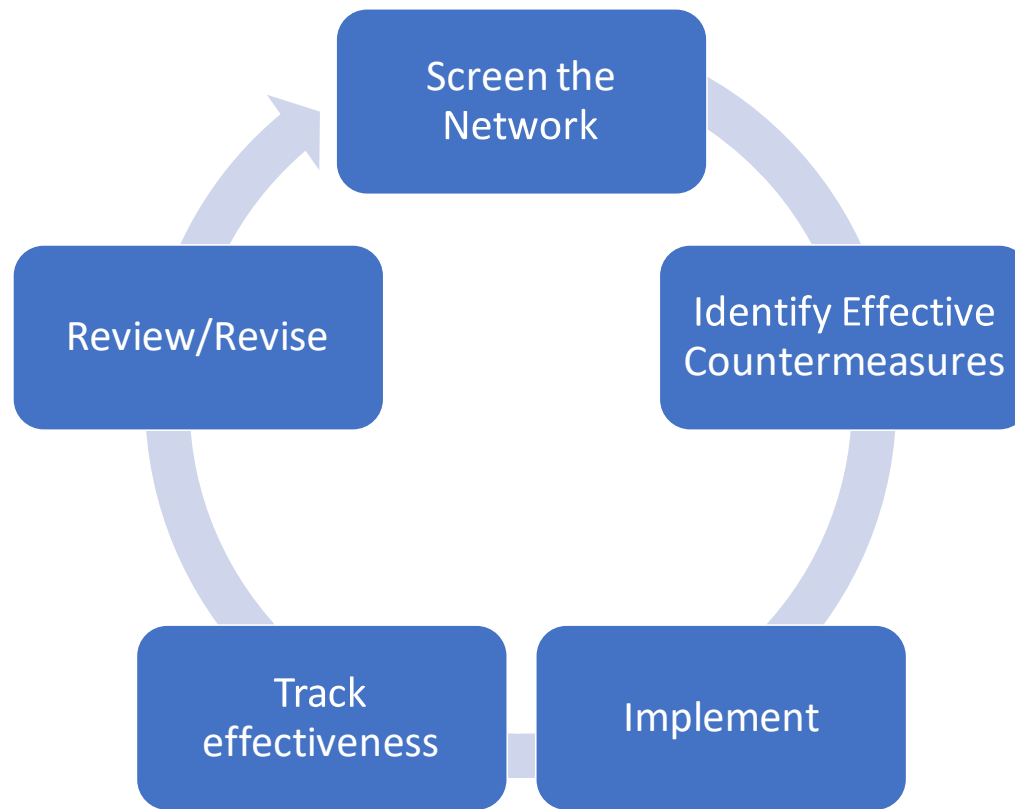 Screen the
Network
Identify Effective
Countermeasures
Implement
Track
effectiveness
Review/Revise